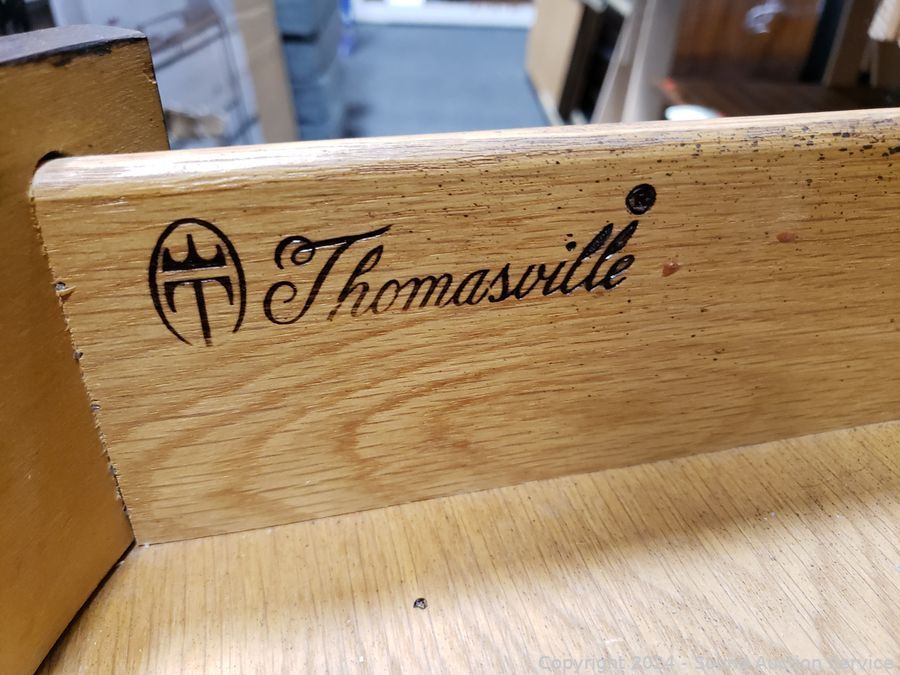 T Thomasville®
Copyright 2024 - Sound Auction Service